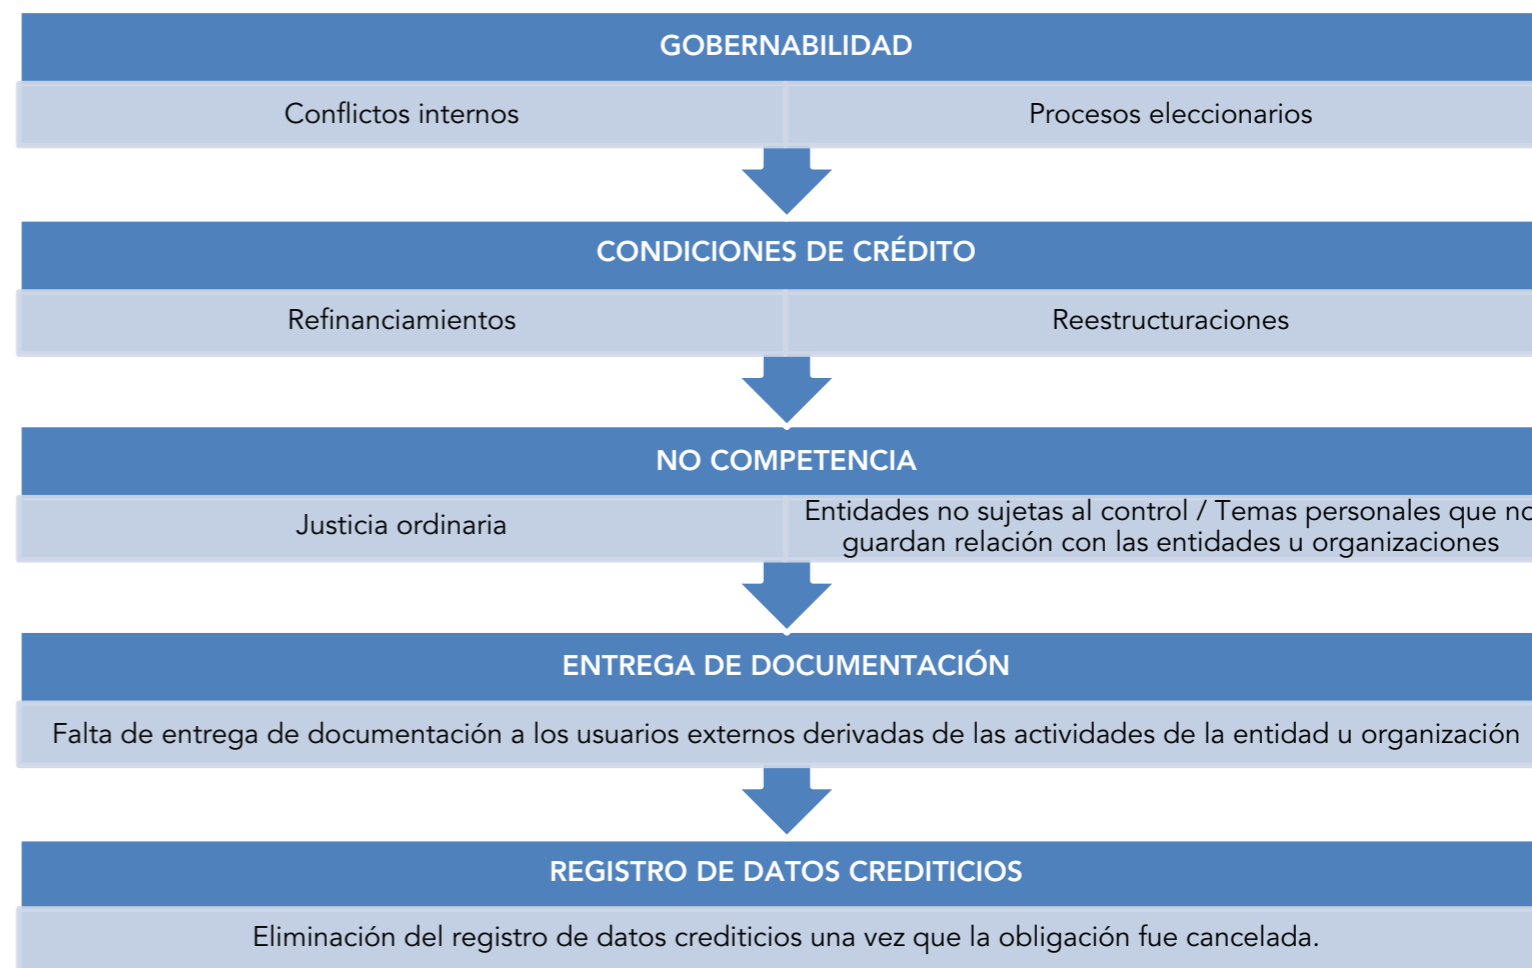 GOBERNABILIDAD
Conflictos internos
Procesos eleccionarios
CONDICIONES DE CRÉDITO
Refinanciamientos
Reestructuraciones
NO COMPETENCIA
Justicia ordinaria
Entidades no sujetas al control / Temas personales que no
guardan relación con las entidades u organizaciones
ENTREGA DE DOCUMENTACIÓN
Falta de entrega de documentación a los usuarios externos derivadas de las actividades de la entidad u organización
REGISTRO DE DATOS CREDITICIOS
Eliminación del registro de datos crediticios una vez que la obligación fue cancelada.